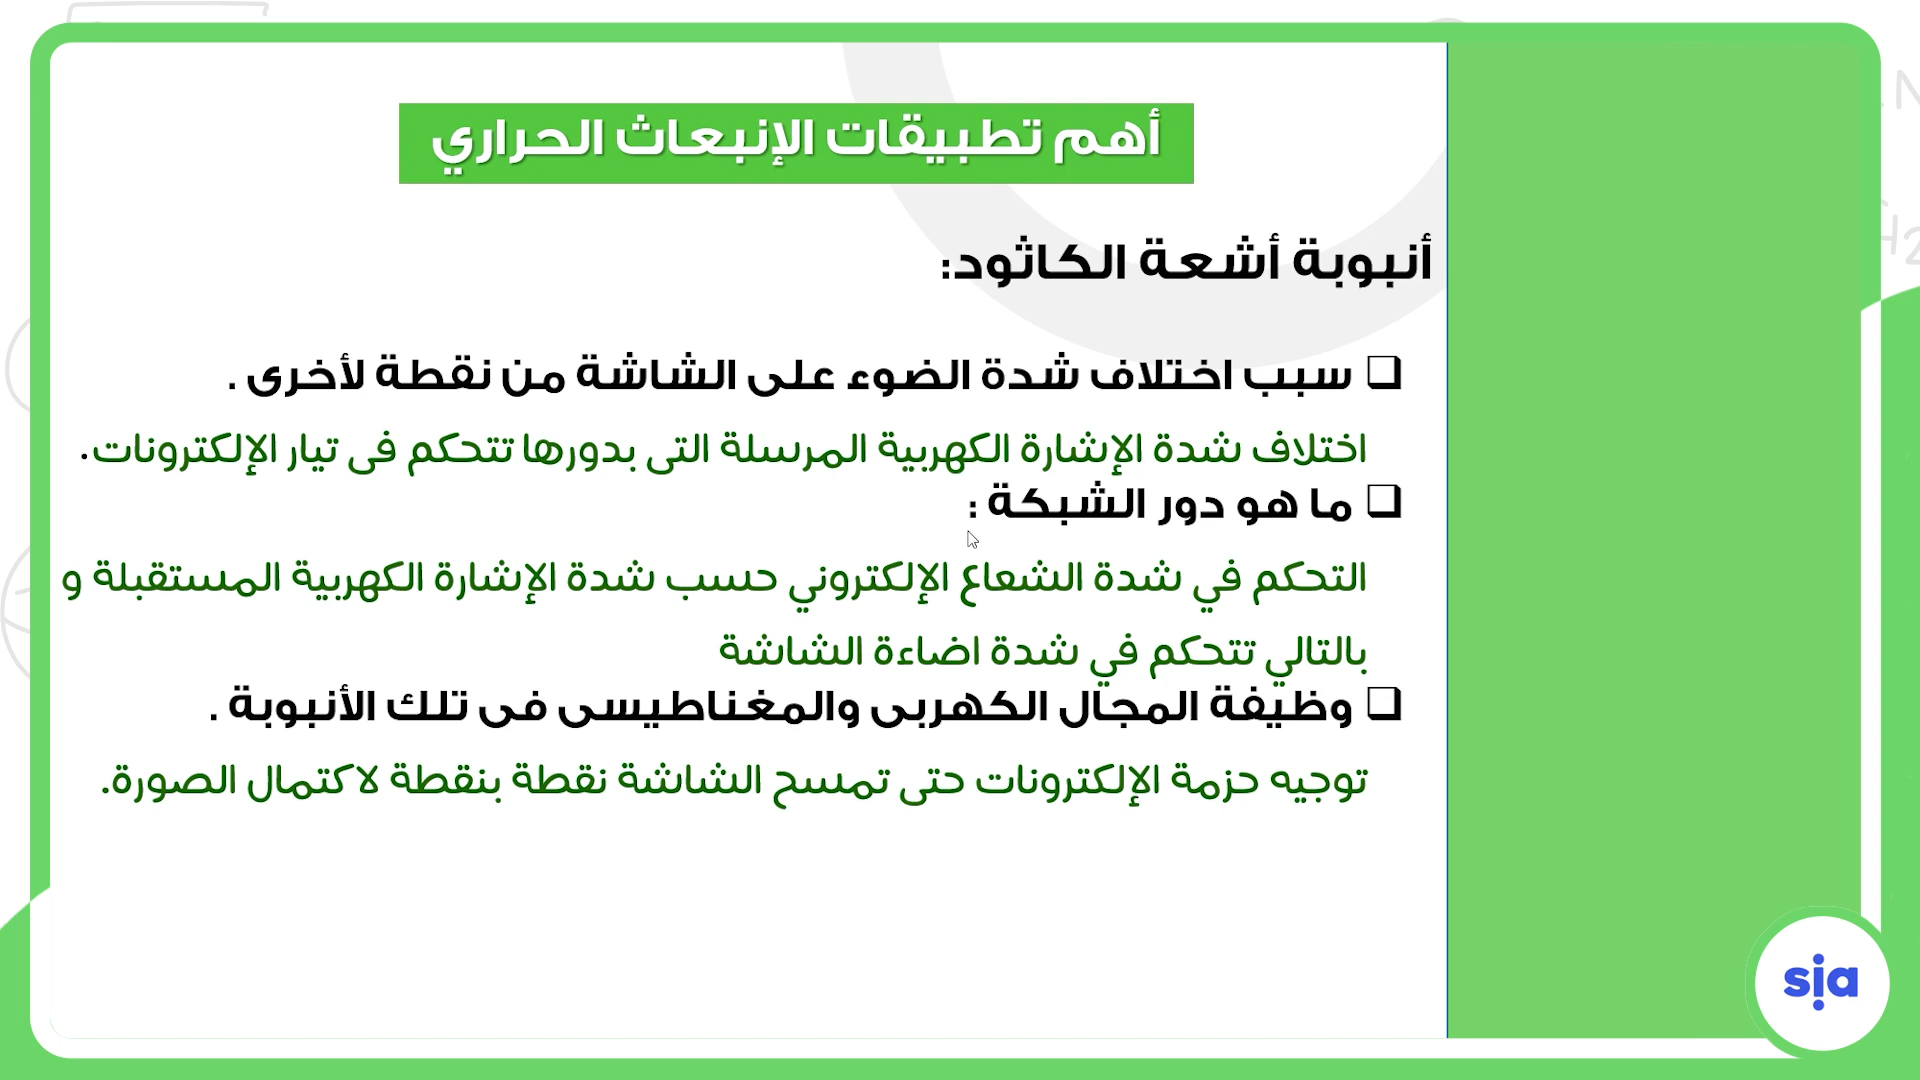 أهم تطبيقات الإنبعاث الحراري
أنبوبة أشعة الكاثود:
❑ سبب اختلاف شدة الضوء على الشاشة من نقطة لأخرى .
اختلاف شدة الإشارة الكهربية المرسلة التى بدورها تتحكم فى تيار الإلكترونات.
❑ ما هو دور الشبكة :
التحكم في شدة الشعاع الإلكتروني حسب شدة الإشارة الكهربية المستقبلة و
بالتالي تتحكم في شدة اضاءة الشاشة
❑ وظيفة المجال الكهربى والمغناطيسى فى تلك الأنبوبة .
توجيه حزمة الإلكترونات حتى تمسح الشاشة نقطة بنقطة لاكتمال الصورة.
sia